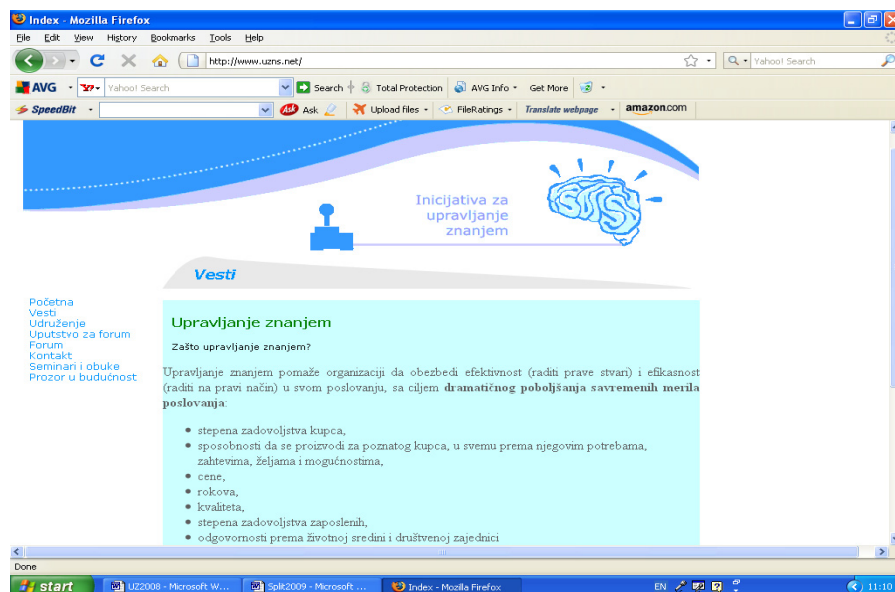 Index - Mozilla Firefox
File Edit View History Bookmarks Tools Help
http://www.uzns.net/
Yahoo! Search
AVG
Yahoo! Search
Search
Total Protection
AVG Info
Get More
SpeedBit
Ask
Upload files
FileRatings
Translate webpage
amazon.com
Inicijativa za
upravljanje
znanjem
Vesti
Početna
Vesti
Udruženje
Uputstvo za forum
Forum
Kontakt
Seminari i obuke
Prozor u budućnost
Upravljanje znanjem
Zašto upravljanje znanjem?
Upravljanje znanjem pomaže organizaciji da obezbedi efektivnost (raditi prave stvari) i efikasnost
(raditi na pravi način) u svom poslovanju, sa ciljem dramatičnog poboljšanja savremenih merila
poslovanja:
• stepena zadovoljstva kupca,
• sposobnosti da se proizvodi za poznatog kupca, u svemu prema njegovim potrebama,
zahtevima, željama i mogućnostima,
• cene,
• rokova,
• kvaliteta,
• stepena zadovoljstva zaposlenih,
• odgovornosti prema životnoj sredini i društvenoj zajednici
Done
start
UZ2008 - Microsoft W...
Split2009 - Microsoft ...
Index - Mozilla Firefox
EN
11:10